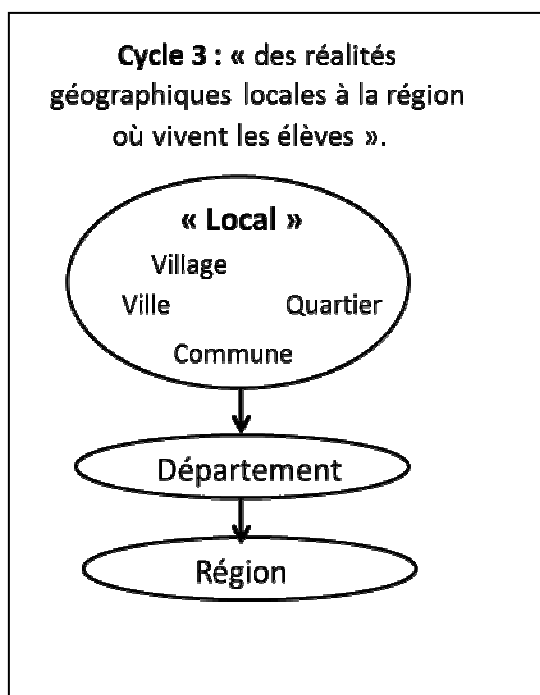 Cycle 3 : « des réalités
géographiques locales à la région
où vivent les élèves ».
« Local »
Village
Ville Quartier
Commune
Département
Région